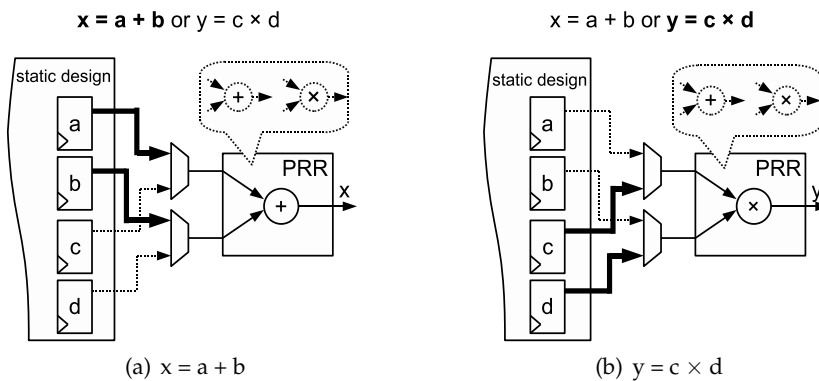 x = a + b or y = c × d
static design
a
b
c
d
+
×
PRR
+
x
(a) x = a + b
x = a + b or y = c × d
static design
a
b
c
d
+
×
PRR
×
y
(b) y = c × d